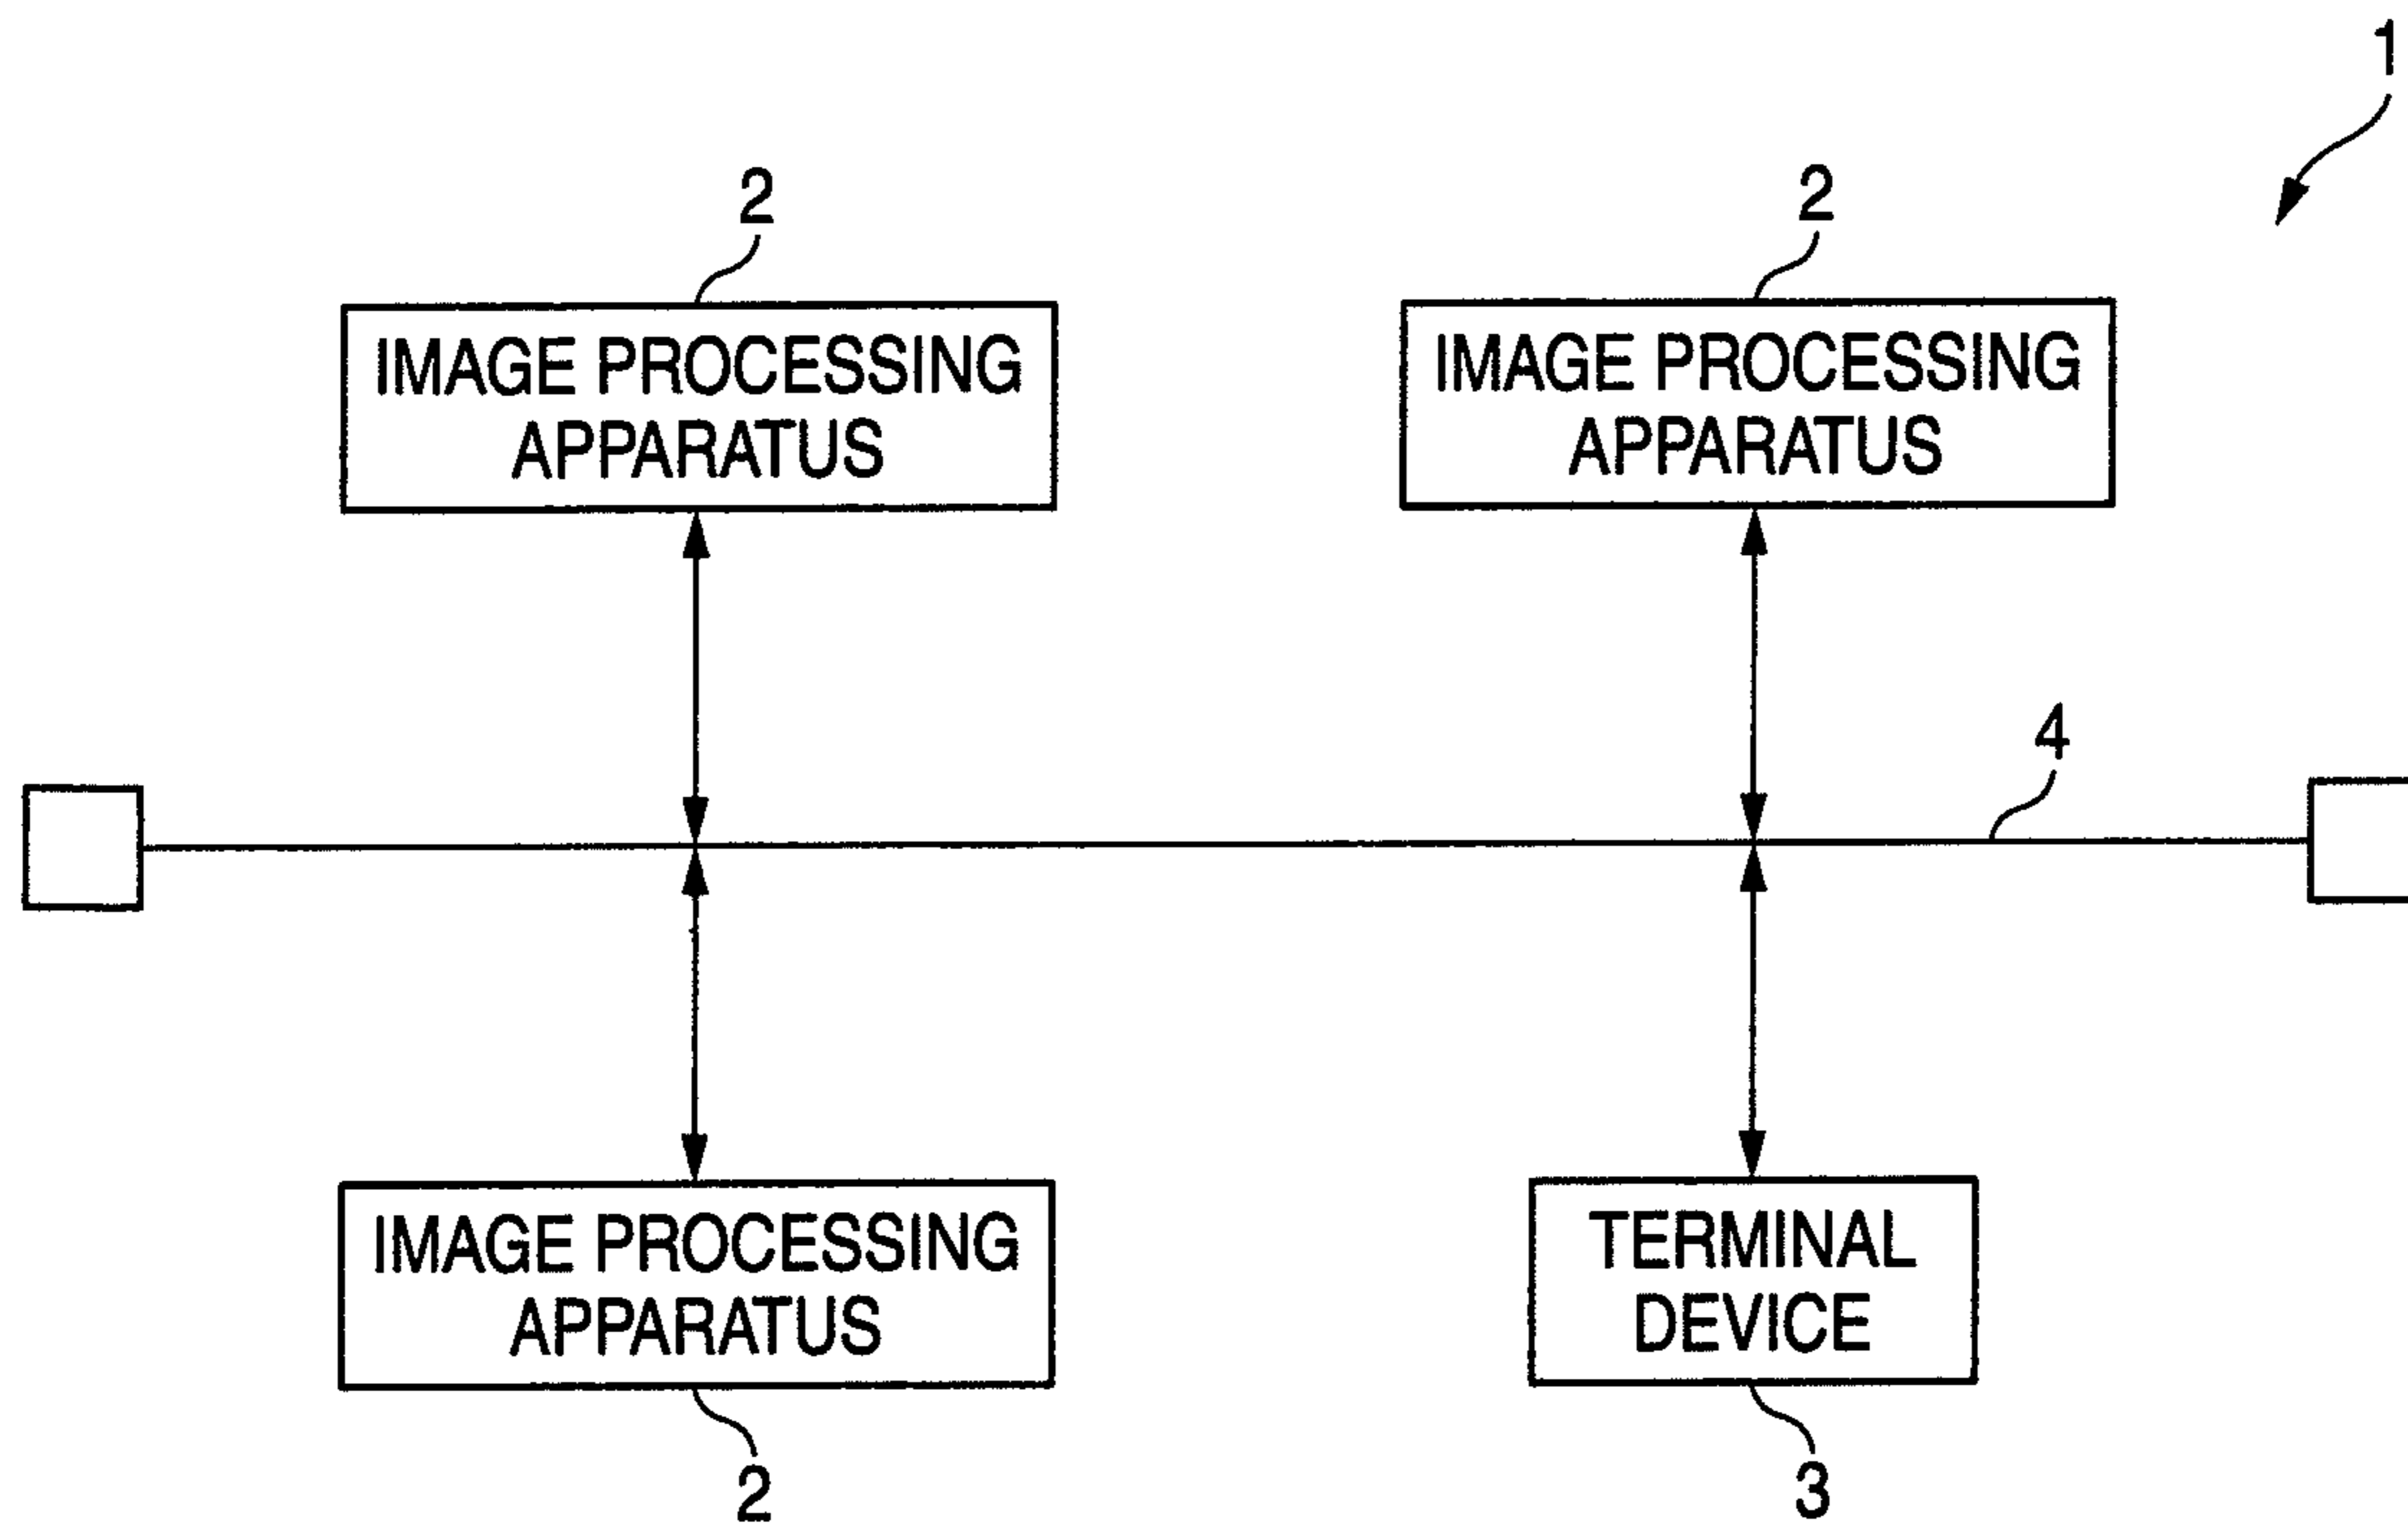 1
2
2
IMAGE PROCESSING
APPARATUS
IMAGE PROCESSING
APPARATUS
4
IMAGE PROCESSING
APPARATUS
TERMINAL
DEVICE
2
3